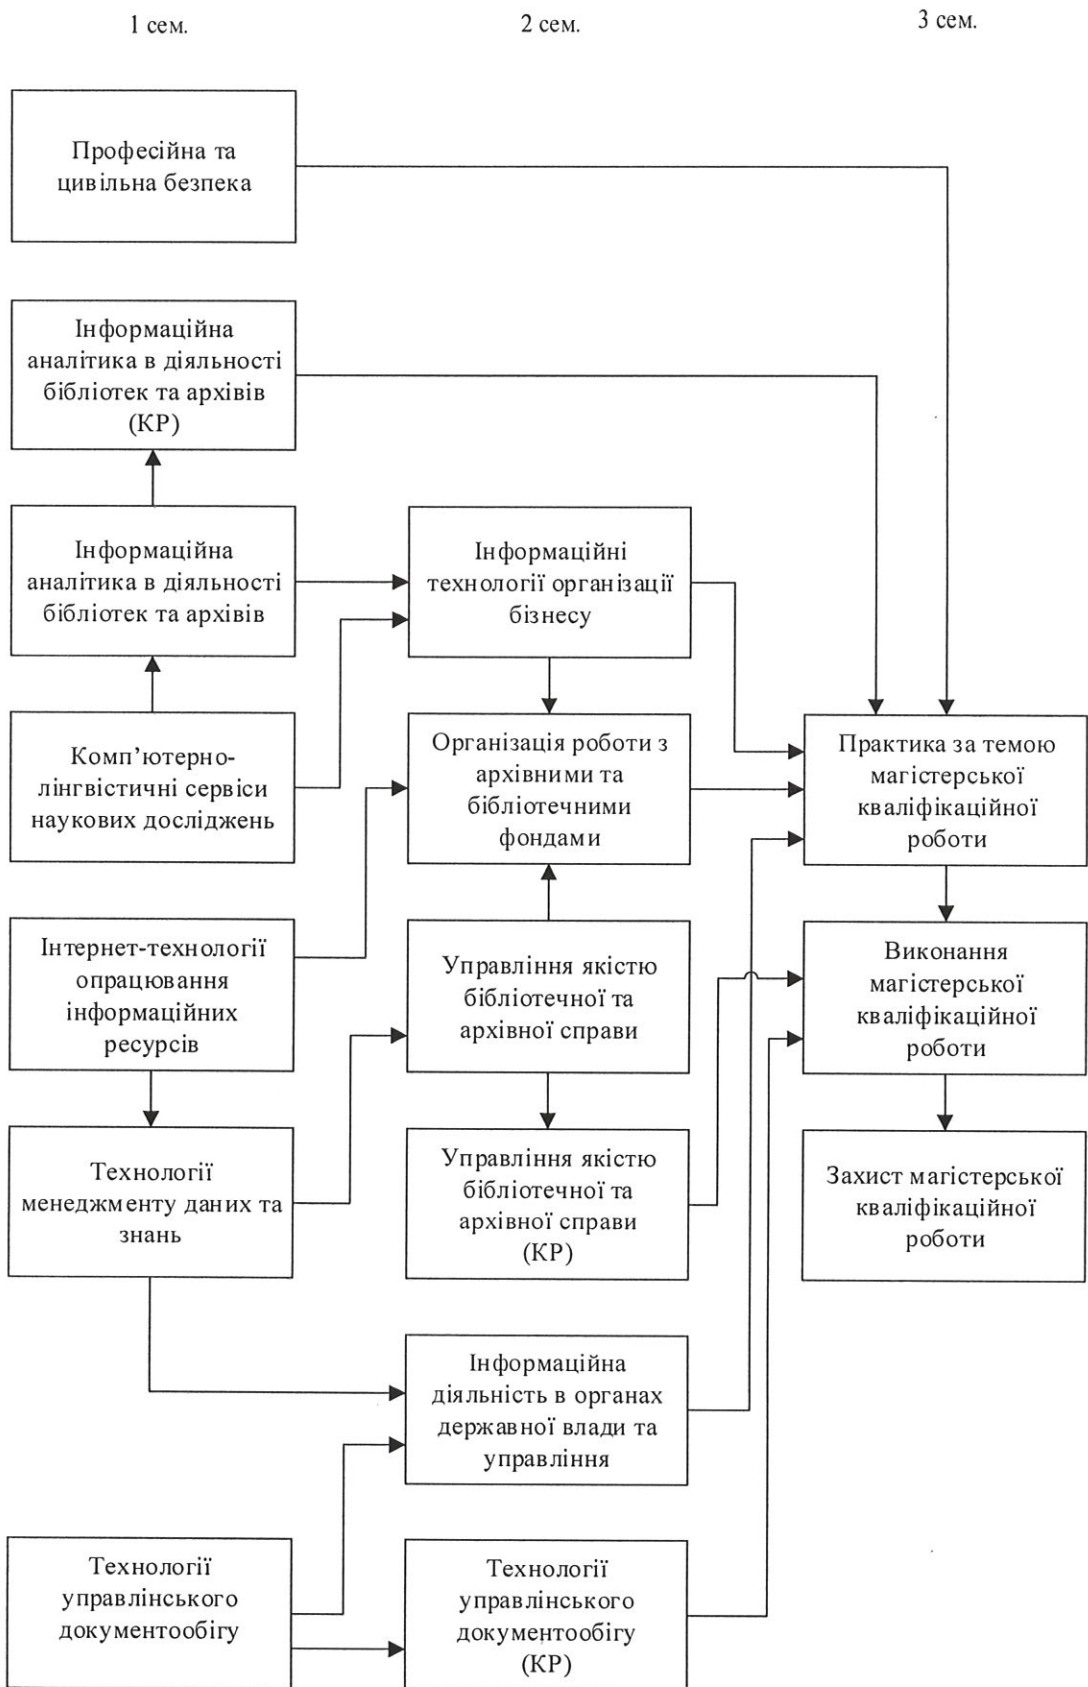 1 сем.
2 сем.
3 сем.
Професійна та
цивільна безпека
Інформаційна
аналітика в діяльності
бібліотек та архівів
(КР)
Інформаційна
аналітика в діяльності
бібліотек та архівів
Інформаційні
технології організації
бізнесу
Комп’ютерно-
лінгвістичні сервіси
наукових досліджень
Організація роботи з
архівними та
бібліотечними
фондами
Практика за темою
магістерської
кваліфікаційної
роботи
Інтернет-технології
опрацювання
інформаційних
ресурсів
Управління якістю
бібліотечної та
архівної справи
Виконання
магістерської
кваліфікаційної
роботи
Технології
менеджменту даних та
знань
Управління якістю
бібліотечної та
архівної справи
(КР)
Захист магістерської
кваліфікаційної
роботи
Інформаційна
діяльність в органах
державної влади та
управління
Технології
управлінського
документообігу
Технології
управлінського
документообігу
(КР)